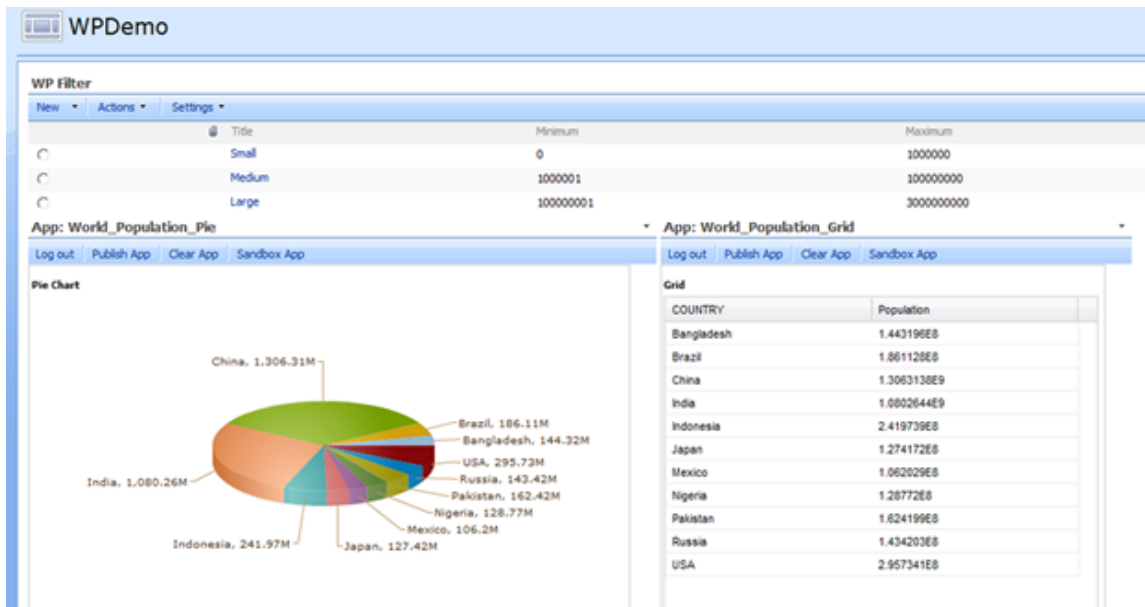 WPDemo
WP Filter
New Actions Settings
Title Minimum Maximum
Small 0 1000000
Medium 1000001 100000000
Large 100000001 3000000000
App: World_Population_Pie
Log out Publish App Clear App Sandbox App
Pie Chart
China, 1,306.31M
Brazil, 186.11M
Bangladesh, 144.32M
USA, 295.73M
Russia, 143.42M
Pakistan, 162.42M
Nigeria, 128.77M
Mexico, 106.2M
Japan, 127.42M
Indonesia, 241.97M
India, 1,080.26M
App: World_Population_Grid
Log out Publish App Clear App Sandbox App
Grid
COUNTRY Population
Bangladesh 1.443196E8
Brazil 1.861128E8
China 1.3063138E9
India 1.0802644E9
Indonesia 2.419739E8
Japan 1.274172E8
Mexico 1.062029E8
Nigeria 1.28772E8
Pakistan 1.624199E8
Russia 1.434203E8
USA 2.957341E8